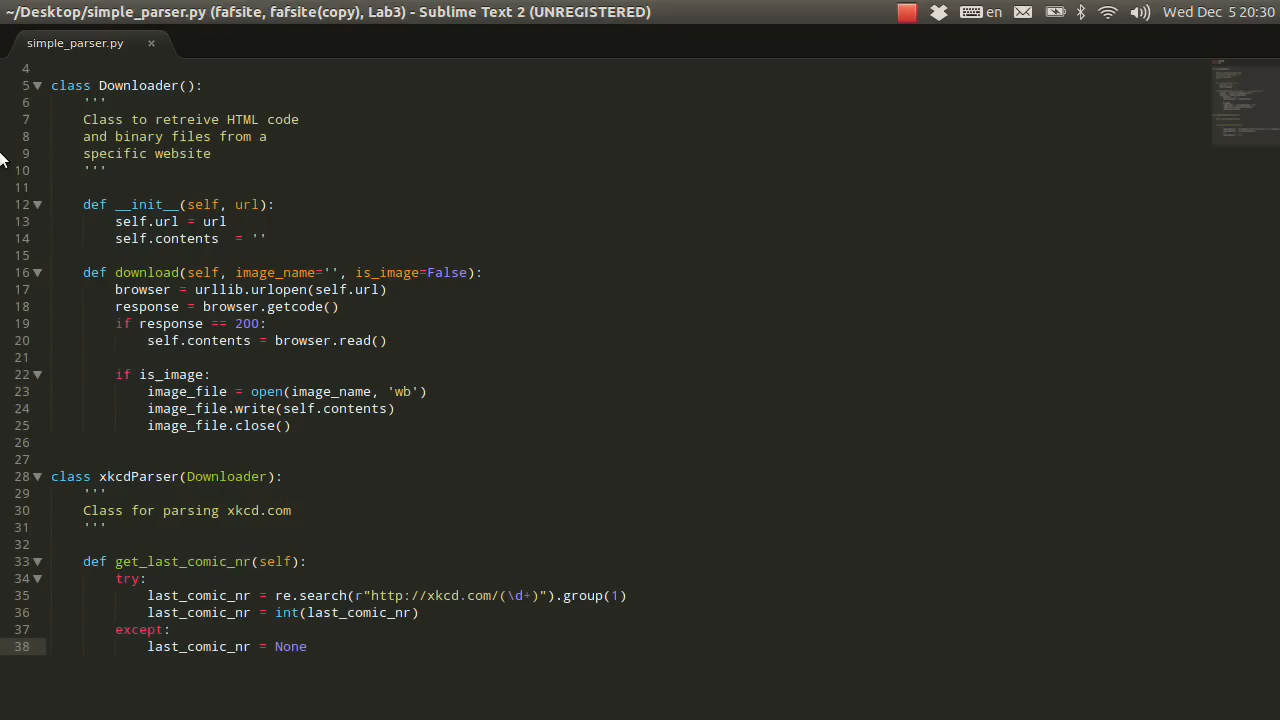 ~/Desktop/simple_parser.py (fafsite, fafsite(copy), Lab3) - Sublime Text 2 (UNREGISTERED) en Wed Dec 5 20:30
simple_parser.py ×
4
5 class Downloader():
6 '''
7 Class to retreive HTML code
8 and binary files from a
9 specific website
10 '''
11
12 def __init__(self, url):
13 self.url = url
14 self.contents  = ''
15
16 def download(self, image_name='', is_image=False):
17 browser = urllib.urlopen(self.url)
18 response = browser.getcode()
19 if response == 200:
20 self.contents = browser.read()
21
22 if is_image:
23 image_file = open(image_name, 'wb')
24 image_file.write(self.contents)
25 image_file.close()
26
27
28 class xkcdParser(Downloader):
29 '''
30 Class for parsing xkcd.com
31 '''
32
33 def get_last_comic_nr(self):
34 try:
35 last_comic_nr = re.search(r"http://xkcd.com/(\d+)").group(1)
36 last_comic_nr = int(last_comic_nr)
37 except:
38 last_comic_nr = None